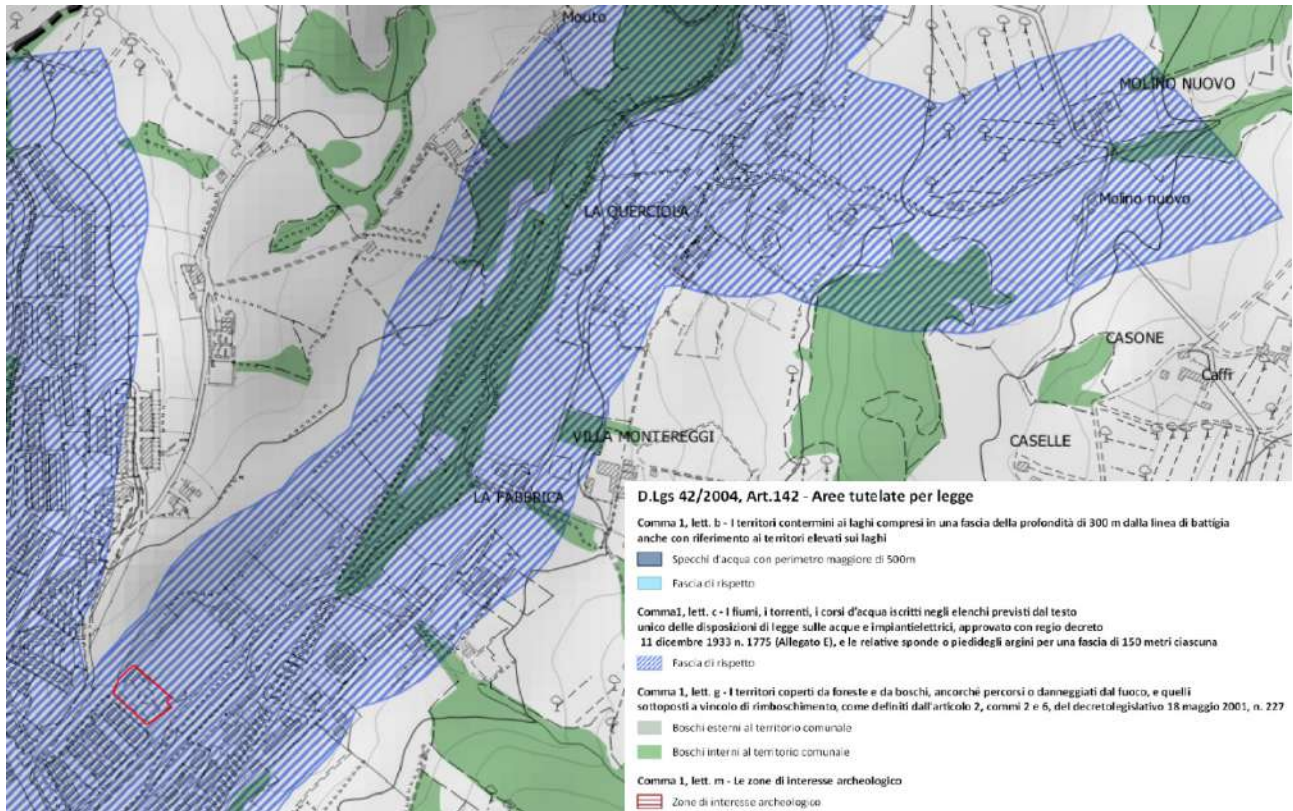 Mouto
MOLINO NUOVO
Molino nuovo
LA QUERCIOLA
CASONE
Caffi
VILLA MONTEREGGI
CASELLE
LA FABBRICA
D.Lgs 42/2004, Art.142 - Aree tutelate per legge
Comma 1, lett. b - I territori contermini ai laghi compresi in una fascia della profondità di 300 m dalla linea di battigia
anche con riferimento ai territori elevati sui laghi
Specchi d'acqua con perimetro maggiore di 500m
Fascia di rispetto
Comma1, lett. c - I fiumi, i torrenti, i corsi d'acqua iscritti negli elenchi previsti dal testo
unico delle disposizioni di legge sulle acque e impiantielettrici, approvato con regio decreto
11 dicembre 1933 n. 1775 (Allegato E), e le relative sponde o piedidegli argini per una fascia di 150 metri ciascuna
Fascia di rispetto
Comma 1, lett. g - I territori coperti da foreste e da boschi, ancorché percorsi o danneggiati dal fuoco, e quelli
sottoposti a vincolo di rimboschimento, come definiti dall'articolo 2, commi 2 e 6, del decretolegislativo 18 maggio 2001, n. 227
Boschi esterni al territorio comunale
Boschi interni al territorio comunale
Comma 1, lett. m - Le zone di interesse archeologico
Zone di interesse archeologico